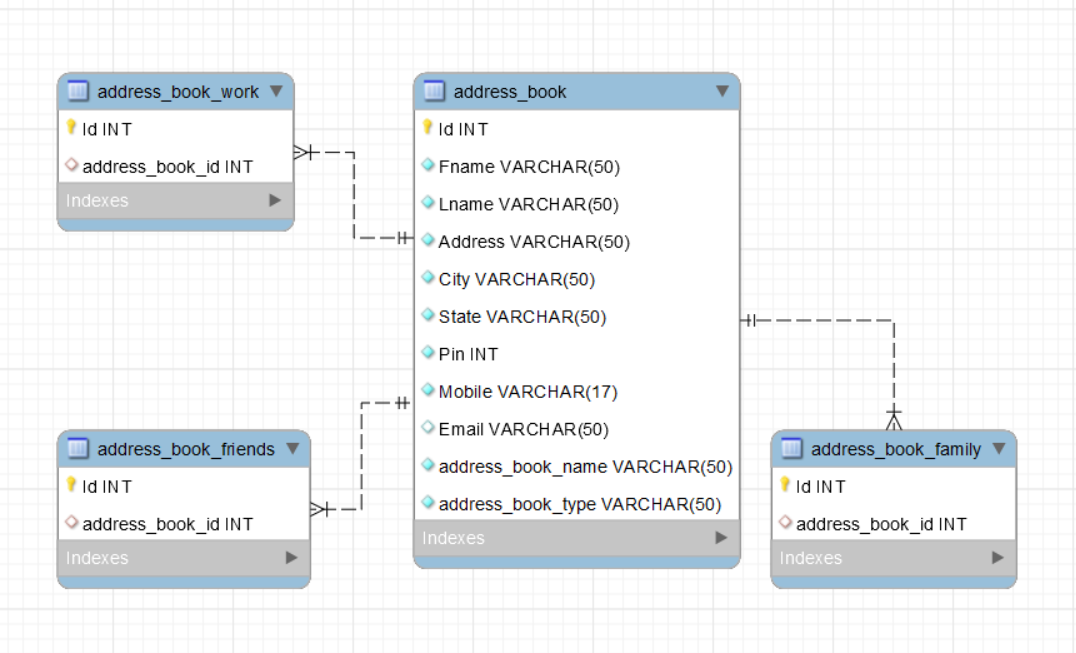 address_book_work
Id INT
address_book_id INT
Indexes
address_book
Id INT
Fname VARCHAR(50)
Lname VARCHAR(50)
Address VARCHAR(50)
City VARCHAR(50)
State VARCHAR(50)
Pin INT
Mobile VARCHAR(17)
Email VARCHAR(50)
address_book_name VARCHAR(50)
address_book_type VARCHAR(50)
Indexes
address_book_friends
Id INT
address_book_id INT
Indexes
address_book_family
Id INT
address_book_id INT
Indexes